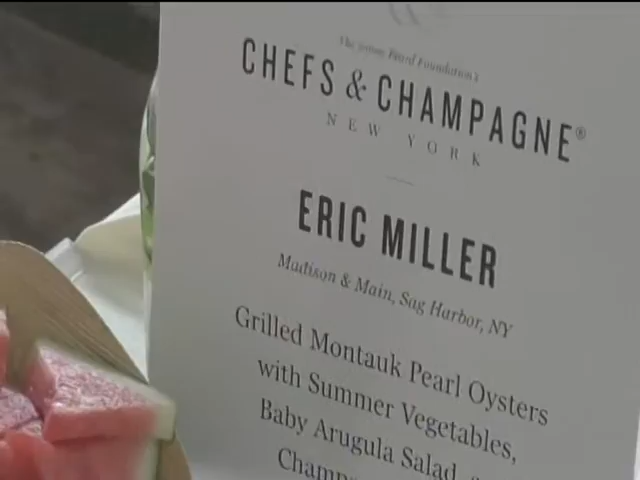 The James Beard Foundation's
CHEFS & CHAMPAGNE®
NEW YORK
ERIC MILLER
Madison & Main, Sag Harbor, NY
Grilled Montauk Pearl Oysters
with Summer Vegetables,
Baby Arugula Salad,